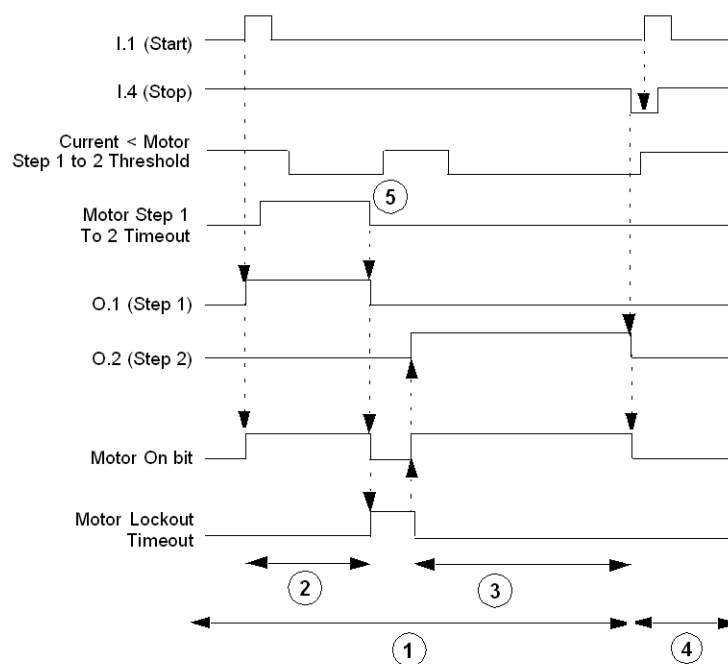 I.1 (Start)
I.4 (Stop)
Current < Motor
Step 1 to 2 Threshold
5
Motor Step 1
To 2 Timeout
O.1 (Step 1)
O.2 (Step 2)
Motor On bit
Motor Lockout
Timeout
2
3
1
4